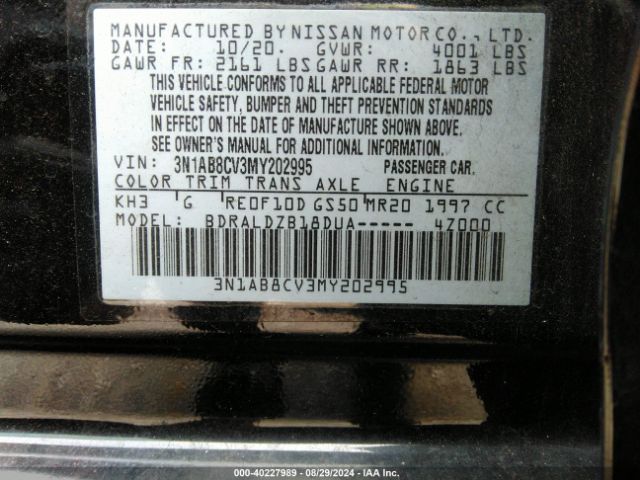 MANUFACTURED BY NISSAN MOTOR CO., LTD.
DATE: 10/20. GVWR: 4001 LBS
GAWR FR: 2161 LBS GAWR RR: 1863 LBS
THIS VEHICLE CONFORMS TO ALL APPLICABLE FEDERAL MOTOR
VEHICLE SAFETY, BUMPER AND THEFT PREVENTION STANDARDS
IN EFFECT ON THE DATE OF MANUFACTURE SHOWN ABOVE.
SEE OWNER'S MANUAL FOR ADDITIONAL INFORMATION.
VIN: 3N1AB8CV3MY202995 PASSENGER CAR.
COLOR TRIM TRANS AXLE ENGINE
KH3 G RE0F10D GS50 MR20 1997 CC
MODEL: BDRALDZB18DUA----- 4Z000
3N1AB8CV3MY202995
000-40227989 - 08/29/2024 - IAA Inc.